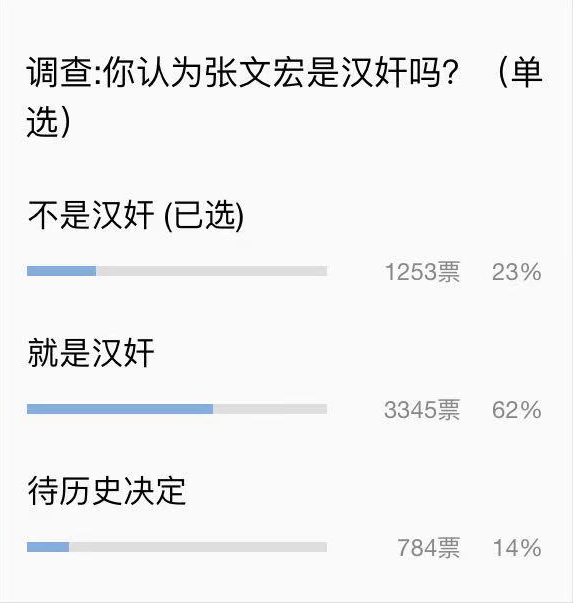 调查:你认为张文宏是汉奸吗？（单
选）
不是汉奸 (已选)
1253票 23%
就是汉奸
3345票 62%
待历史决定
784票 14%